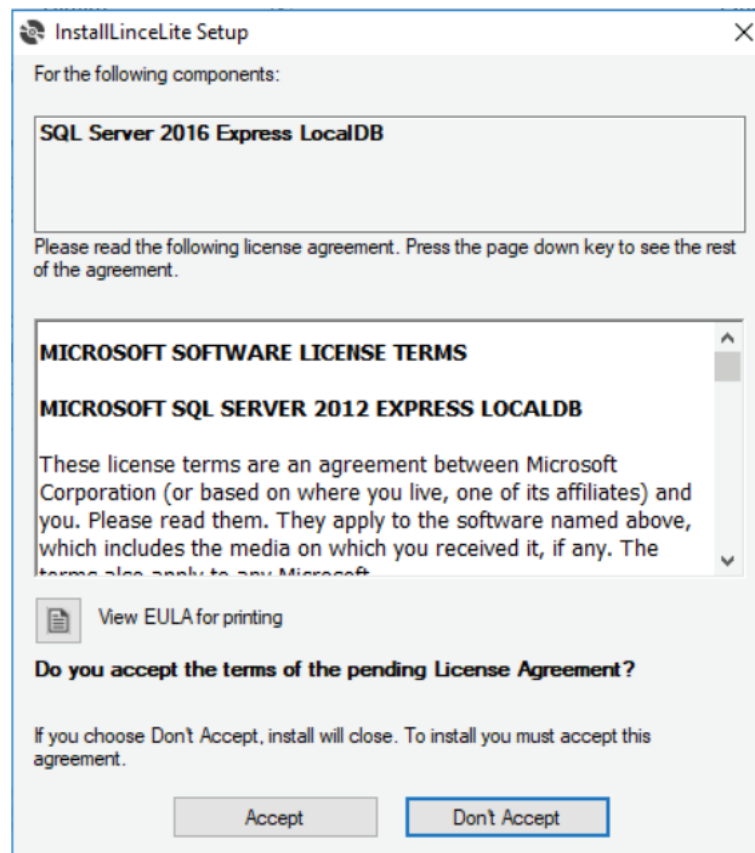 InstallLinceLite Setup
For the following components:
SQL Server 2016 Express LocalDB
Please read the following license agreement. Press the page down key to see the rest
of the agreement.
MICROSOFT SOFTWARE LICENSE TERMS
MICROSOFT SQL SERVER 2012 EXPRESS LOCALDB
These license terms are an agreement between Microsoft
Corporation (or based on where you live, one of its affiliates) and
you. Please read them. They apply to the software named above,
which includes the media on which you received it, if any. The
terms also apply to any Microsoft
View EULA for printing
Do you accept the terms of the pending License Agreement?
If you choose Don't Accept, install will close. To install you must accept this
agreement.
Accept
Don't Accept